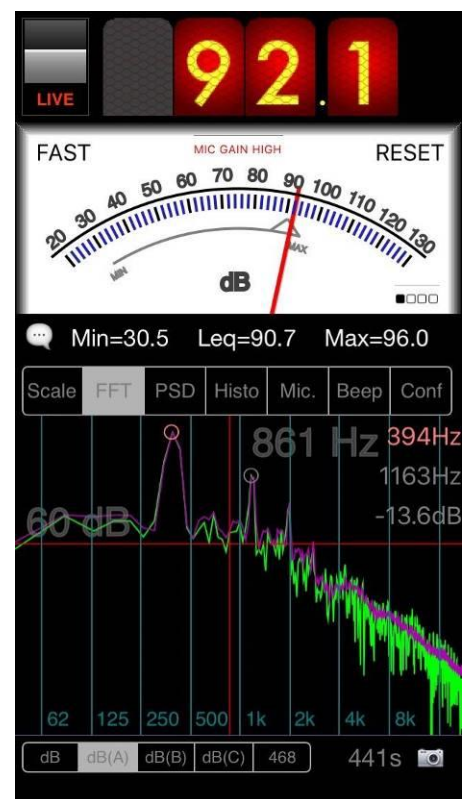 92.1
LIVE
FAST MIC GAIN HIGH RESET
20 30 40 50 60 70 80 90 100 110 120 130
MIN MAX
dB
Min=30.5 Leq=90.7 Max=96.0
Scale FFT PSD Histo Mic. Beep Conf
861 Hz 394Hz
1163Hz
60 dB -13.6dB
62 125 250 500 1k 2k 4k 8k
dB dB(A) dB(B) dB(C) 468 441s